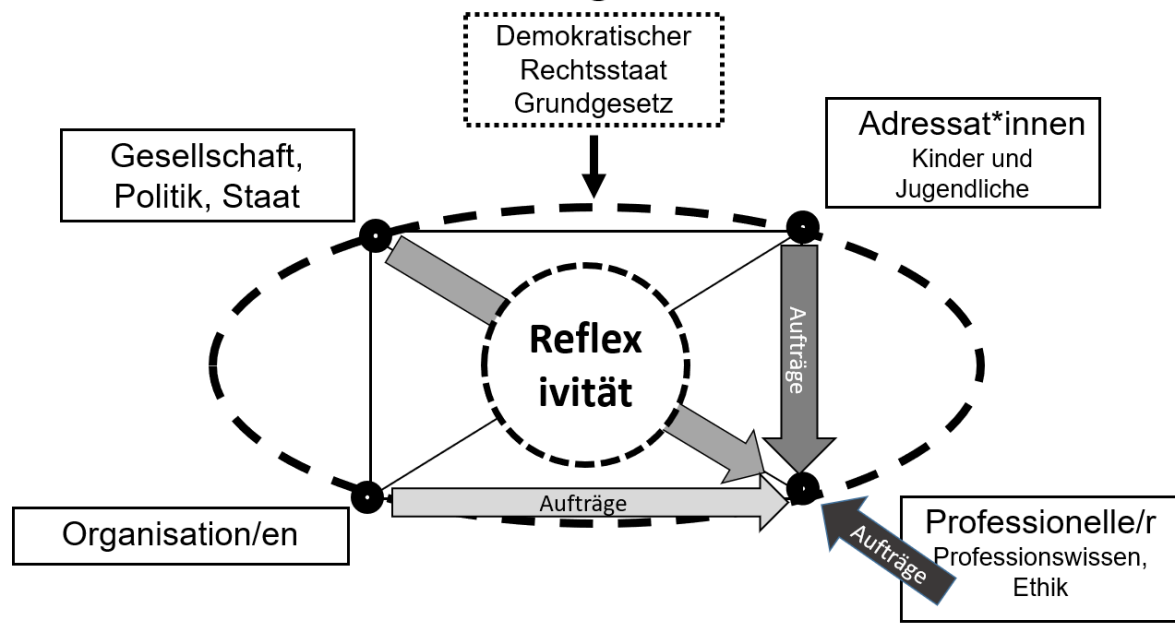 Demokratischer
Rechtsstaat
Grundgesetz
Gesellschaft,
Politik, Staat
Adressat*innen
Kinder und
Jugendliche
Reflex
ivität
Aufträge
Aufträge
Organisation/en
Aufträge
Professionelle/r
Professionswissen,
Ethik